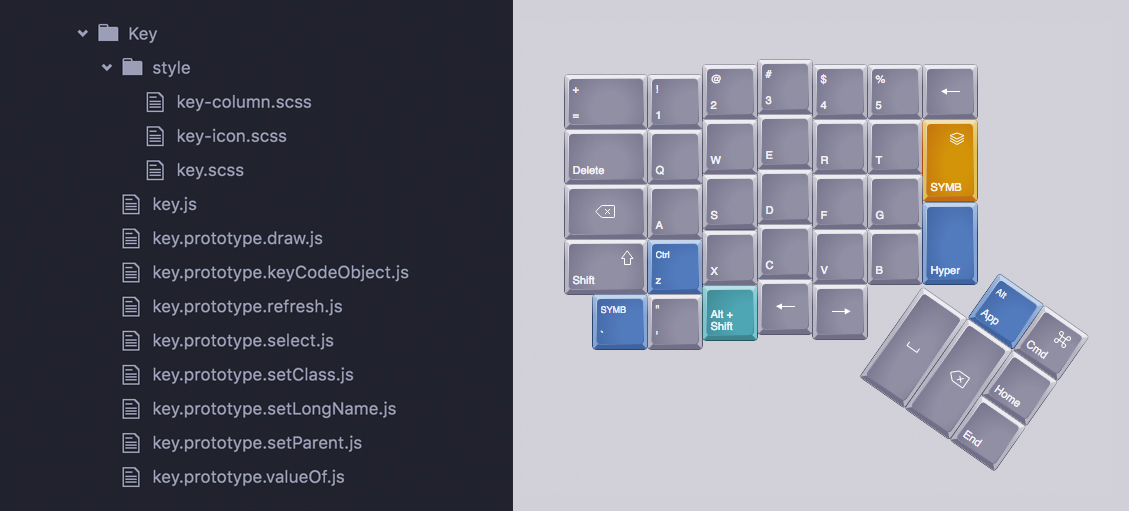 Key
style
key-column.scss
key-icon.scss
key.scss
key.js
key.prototype.draw.js
key.prototype.keyCodeObject.js
key.prototype.refresh.js
key.prototype.select.js
key.prototype.setClass.js
key.prototype.setLongName.js
key.prototype.setParent.js
key.prototype.valueOf.js
+
=
!
1
@
2
#
3
$
4
%
5
←
Delete
Q
W
E
R
T
SYMB
A
S
D
F
G
Shift
Ctrl
z
X
C
V
B
Hyper
SYMB
`
"
'
Alt +
Shift
←
→
Alt
App
⌘
Cmd
Home
End